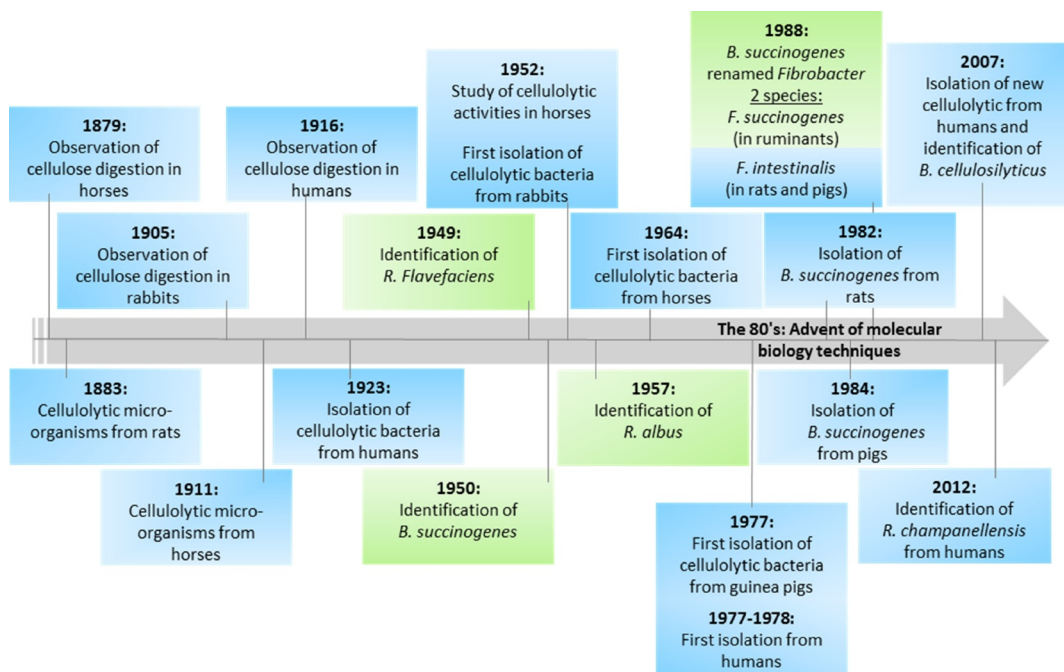 1879:
Observation of
cellulose digestion in
horses
1905:
Observation of
cellulose digestion in
rabbits
1916:
Observation of
cellulose digestion in
humans
1949:
Identification of
R. Flavefaciens
1952:
Study of cellulolytic
activities in horses
First isolation of
cellulolytic bacteria
from rabbits
1964:
First isolation of
cellulolytic bacteria
from horses
1988:
B. succinogenes
renamed Fibrobacter
2 species:
F. succinogenes
(in ruminants)
F. intestinalis
(in rats and pigs)
1982:
Isolation of
B. succinogenes from
rats
2007:
Isolation of new
cellulolytic from
humans and
identification of
B. cellulosilyticus
The 80's: Advent of molecular
biology techniques
1883:
Cellulolytic micro-
organisms from rats
1911:
Cellulolytic micro-
organisms from
horses
1923:
Isolation of
cellulolytic bacteria
from humans
1950:
Identification of
B. succinogenes
1957:
Identification of
R. albus
1977:
First isolation of
cellulolytic bacteria
from guinea pigs
1977-1978:
First isolation from
humans
1984:
Isolation of
B. succinogenes
from pigs
2012:
Identification of
R. champanellensis
from humans